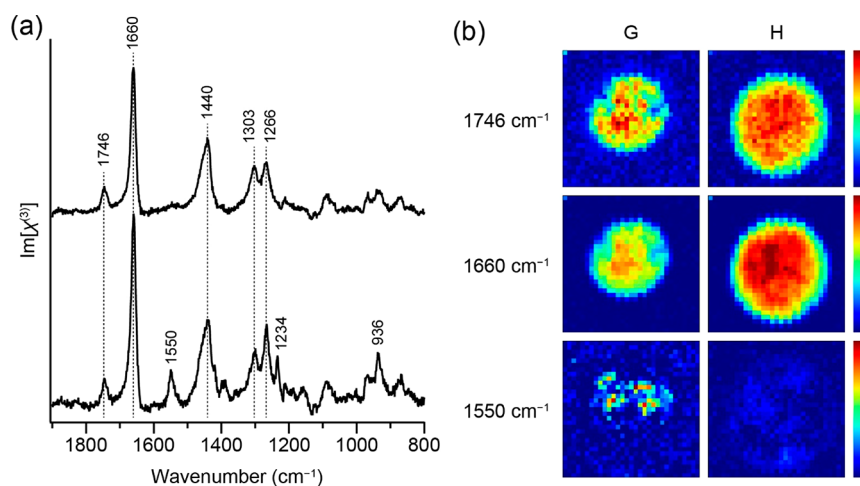 (a)
1746
1660
1440
1303
1266
1550
1234
936
Im[χ⁽³⁾]
1800 1600 1400 1200 1000 800
Wavenumber (cm⁻¹)
(b)
G H
1746 cm⁻¹
1660 cm⁻¹
1550 cm⁻¹